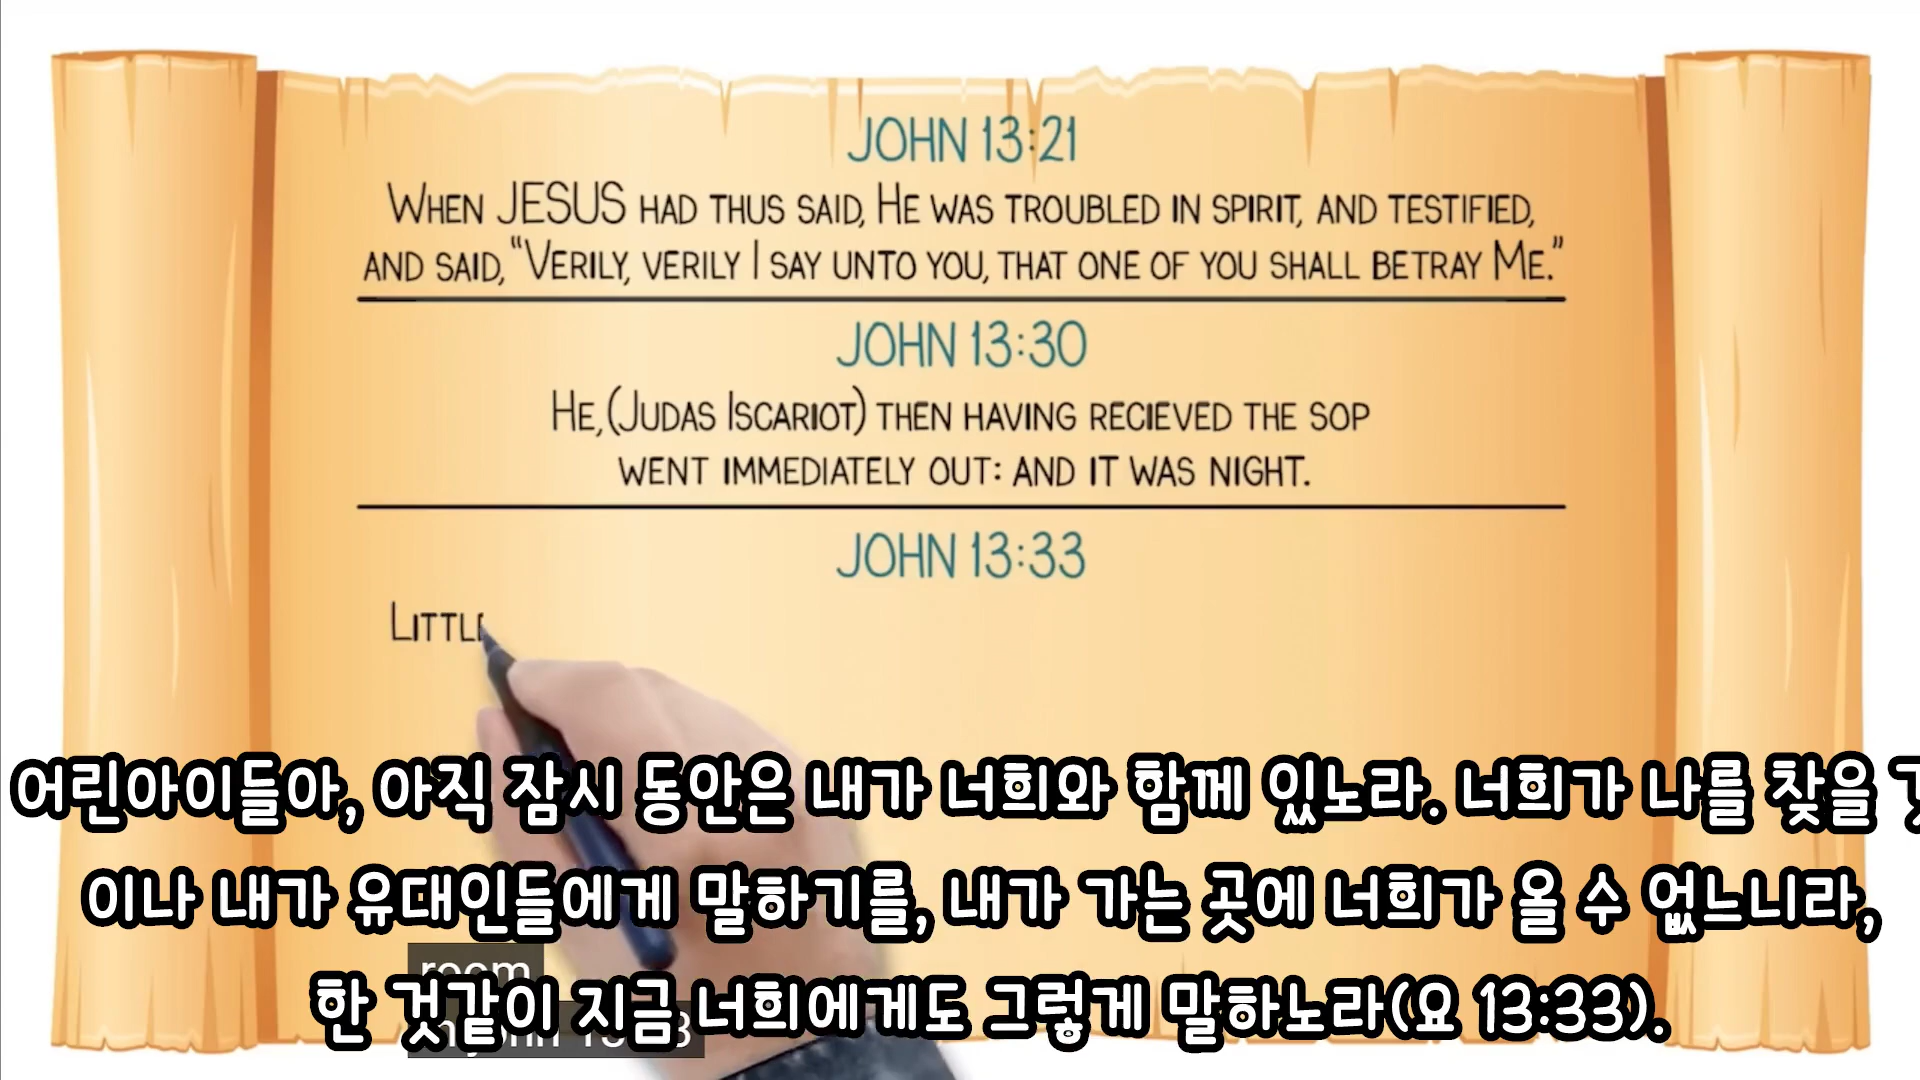 JOHN 13:21
WHEN JESUS HAD THUS SAID, HE WAS TROUBLED IN SPIRIT, AND TESTIFIED,
AND SAID, “VERILY, VERILY I SAY UNTO YOU, THAT ONE OF YOU SHALL BETRAY ME.”
JOHN 13:30
HE, (JUDAS ISCARIOT) THEN HAVING RECIEVED THE SOP
WENT IMMEDIATELY OUT: AND IT WAS NIGHT.
JOHN 13:33
LITTLE
어린아이들아, 아직 잠시 동안은 내가 너희와 함께 있노라. 너희가 나를 찾을
이나 내가 유대인들에게 말하기를, 내가 가는 곳에 너희가 올 수 없느니라,
room
한 것같이 지금 너희에게도 그렇게 말하노라(요 13:33).